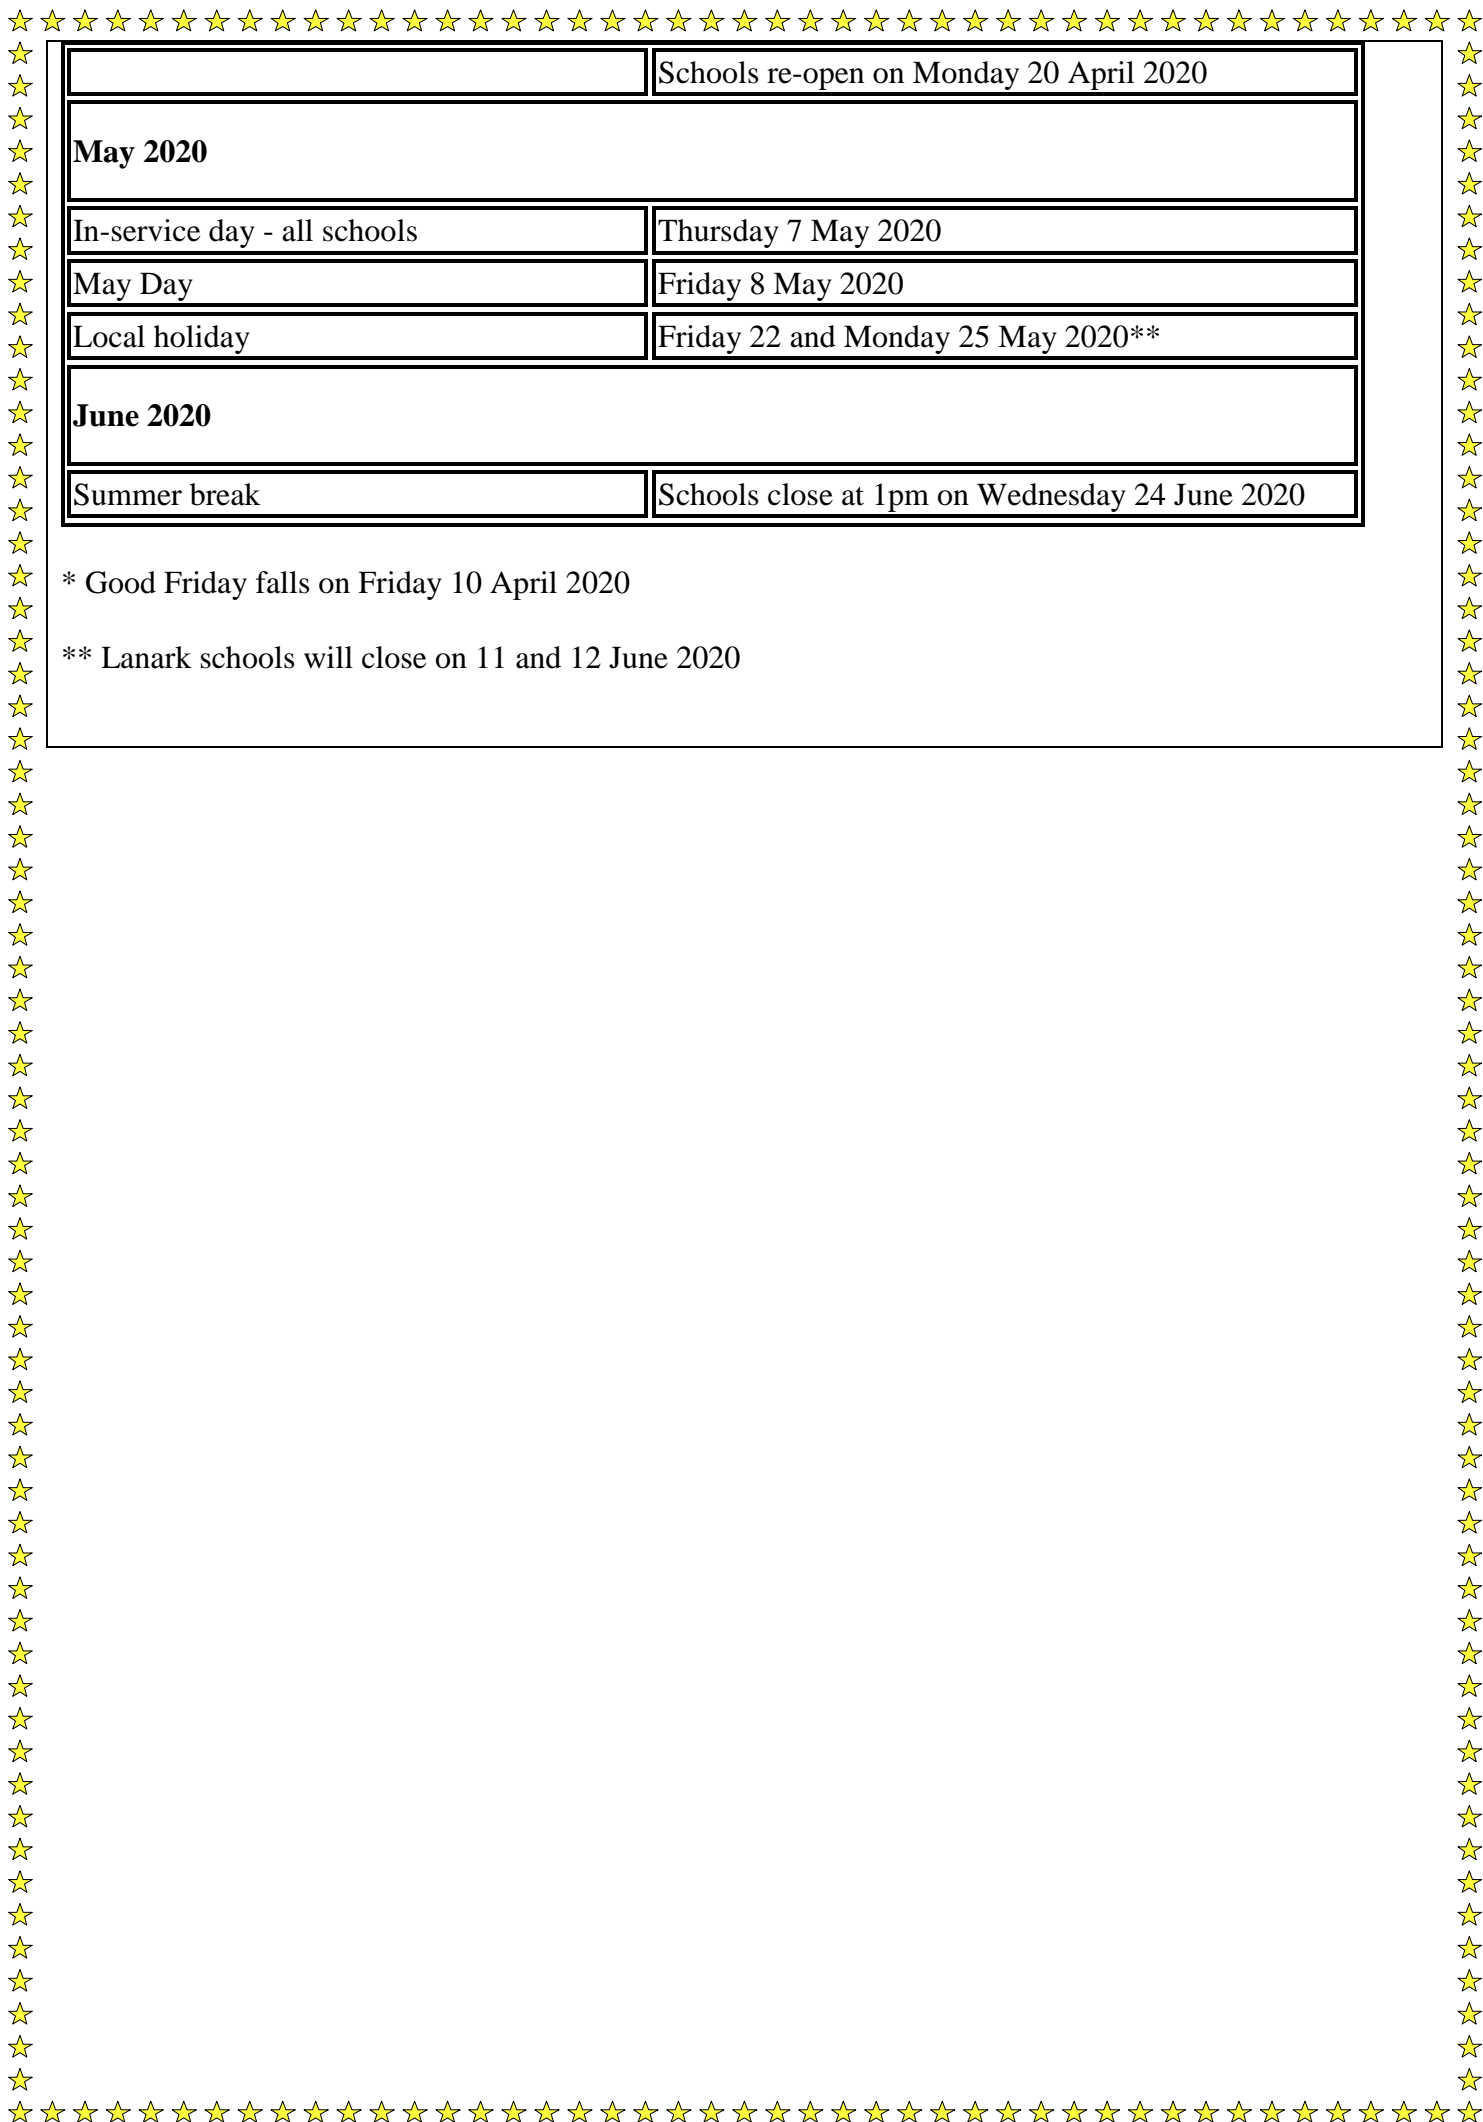 Schools re-open on Monday 20 April 2020
May 2020
In-service day - all schools
Thursday 7 May 2020
May Day
Friday 8 May 2020
Local holiday
Friday 22 and Monday 25 May 2020**
June 2020
Summer break
Schools close at 1pm on Wednesday 24 June 2020
* Good Friday falls on Friday 10 April 2020
** Lanark schools will close on 11 and 12 June 2020